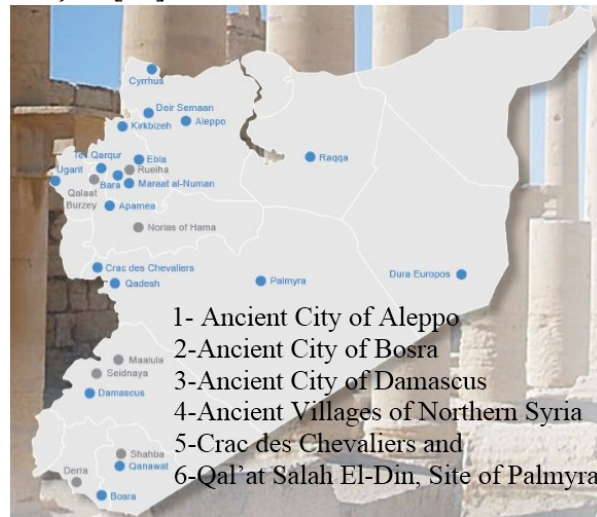 Cyrrhus
Deir Semaan
Kirkbizeh
Aleppo
Tell Qarqur
Ebla
Raqqa
Ugarit
Rueiha
Bara
Maraat al-Numan
Qalaat
Burzey
Apamea
Norias of Hama
Crac des Chevaliers
Qadesh
Palmyra
Dura Europos
1- Ancient City of Aleppo
2-Ancient City of Bosra
Maalula
Seidnaya
3-Ancient City of Damascus
Damascus
4-Ancient Villages of Northern Syria
5-Crac des Chevaliers and
Shahba
Derra
Qanawat
6-Qal’at Salah El-Din, Site of Palmyra
Bosra